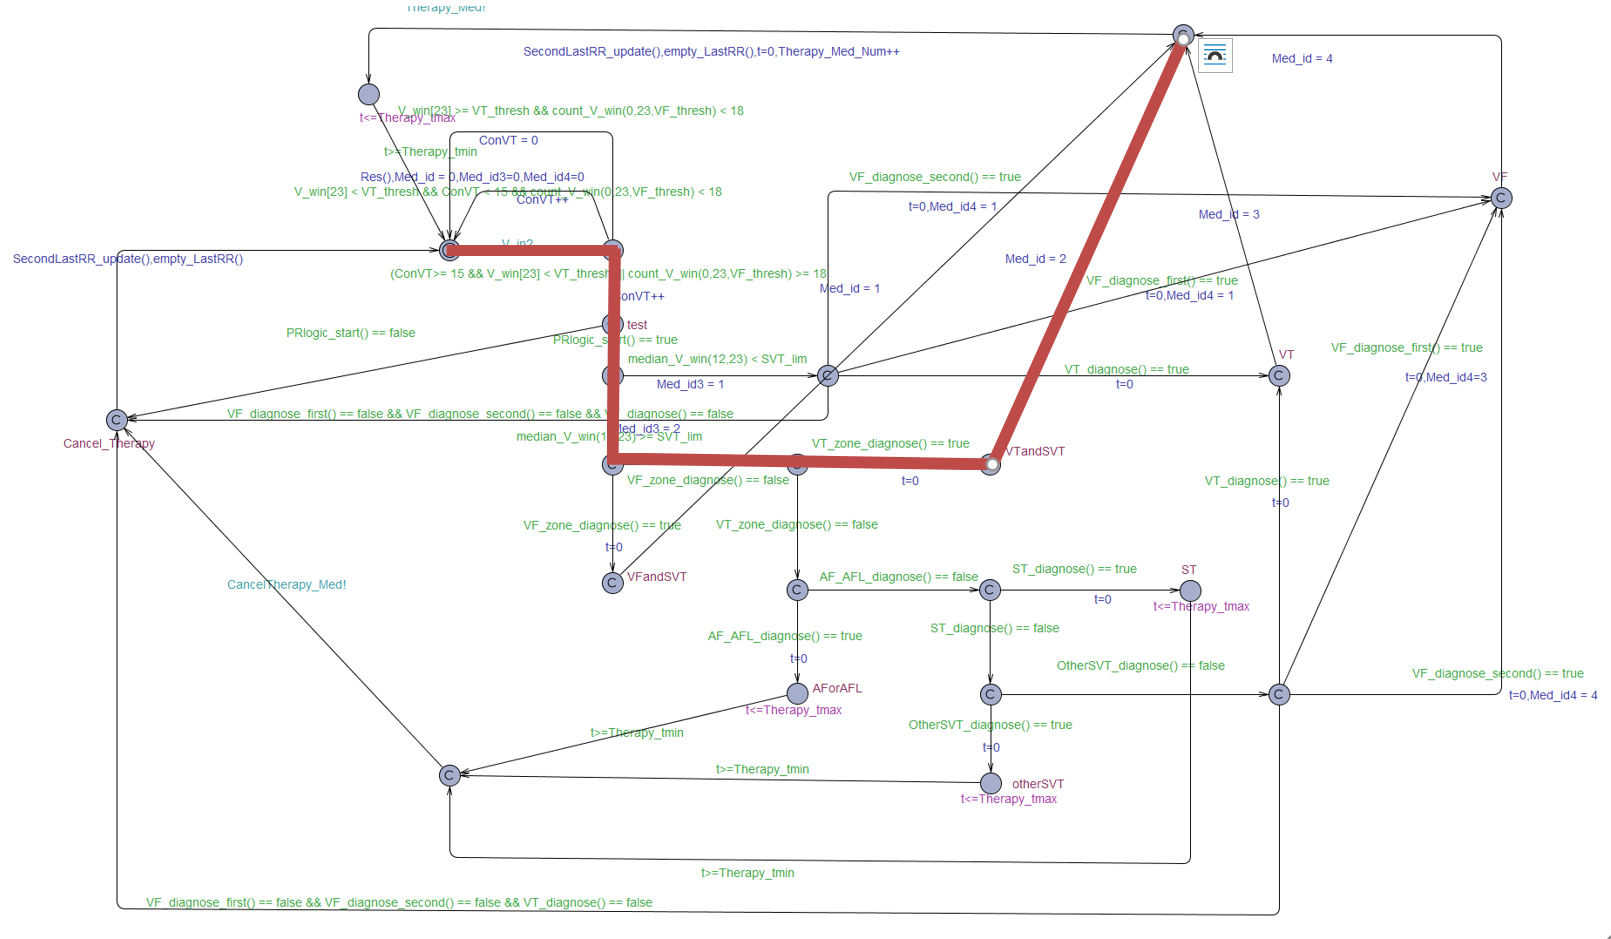 Therapy_Med!
SecondLastRR_update(),empty_LastRR(),t=0,Therapy_Med_Num++
Med_id = 4
V_win[23] >= VT_thresh && count_V_win(0,23,VF_thresh) < 18
t<=Therapy_tmax
ConVT = 0
t>=Therapy_tmin
Res(),Med_id = 0,Med_id3=0,Med_id4=0
V_win[23] < VT_thresh && ConVT < 15 && count_V_win(0,23,VF_thresh) < 18
ConVT++
VF_diagnose_second() == true
t=0,Med_id4 = 1
Med_id = 3
VF
V_in?
SecondLastRR_update(),empty_LastRR()
Med_id = 2
(ConVT>= 15 && V_win[23] < VT_thresh || count_V_win(0,23,VF_thresh) >= 18
VF_diagnose_first() == true
t=0,Med_id4 = 1
Med_id = 1
ConVT++
test
PRlogic_start() == false
PRlogic_start() == true
median_V_win(12,23) < SVT_lim
Med_id3 = 1
VT_diagnose() == true
t=0
VT
VF_diagnose_first() == true
t=0,Med_id4=3
VF_diagnose_first() == false && VF_diagnose_second() == false && VT_diagnose() == false
Cancel_Therapy
Med_id3 = 2
median_V_win(12,23) >= SVT_lim
VT_zone_diagnose() == true
t=0
VTandSVT
VF_zone_diagnose() == false
VT_diagnose() == true
t=0
VF_zone_diagnose() == true
t=0
VT_zone_diagnose() == false
VFandSVT
CancelTherapy_Med!
AF_AFL_diagnose() == false
ST_diagnose() == true
t=0
ST
t<=Therapy_tmax
AF_AFL_diagnose() == true
t=0
ST_diagnose() == false
OtherSVT_diagnose() == false
VF_diagnose_second() == true
t=0,Med_id4 = 4
AForAFL
t<=Therapy_tmax
OtherSVT_diagnose() == true
t=0
t>=Therapy_tmin
t>=Therapy_tmin
otherSVT
t<=Therapy_tmax
t>=Therapy_tmin
VF_diagnose_first() == false && VF_diagnose_second() == false && VT_diagnose() == false